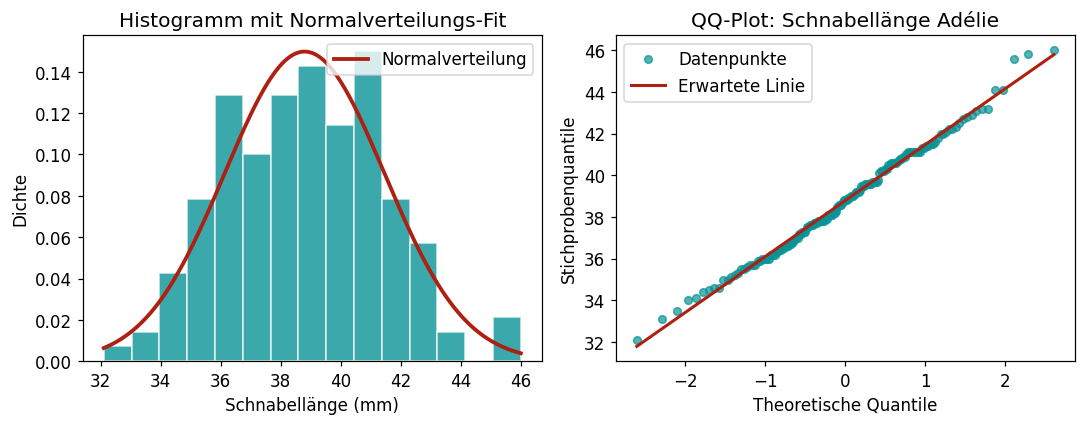 Histogramm mit Normalverteilungs-Fit
Normalverteilung
0.14
0.12
0.10
0.08
0.06
0.04
0.02
0.00
Dichte
32 34 36 38 40 42 44 46
Schnabellänge (mm)
QQ-Plot: Schnabellänge Adélie
Datenpunkte
Erwartete Linie
46
44
42
40
38
36
34
32
Stichprobenquantile
−2 −1 0 1 2
Theoretische Quantile